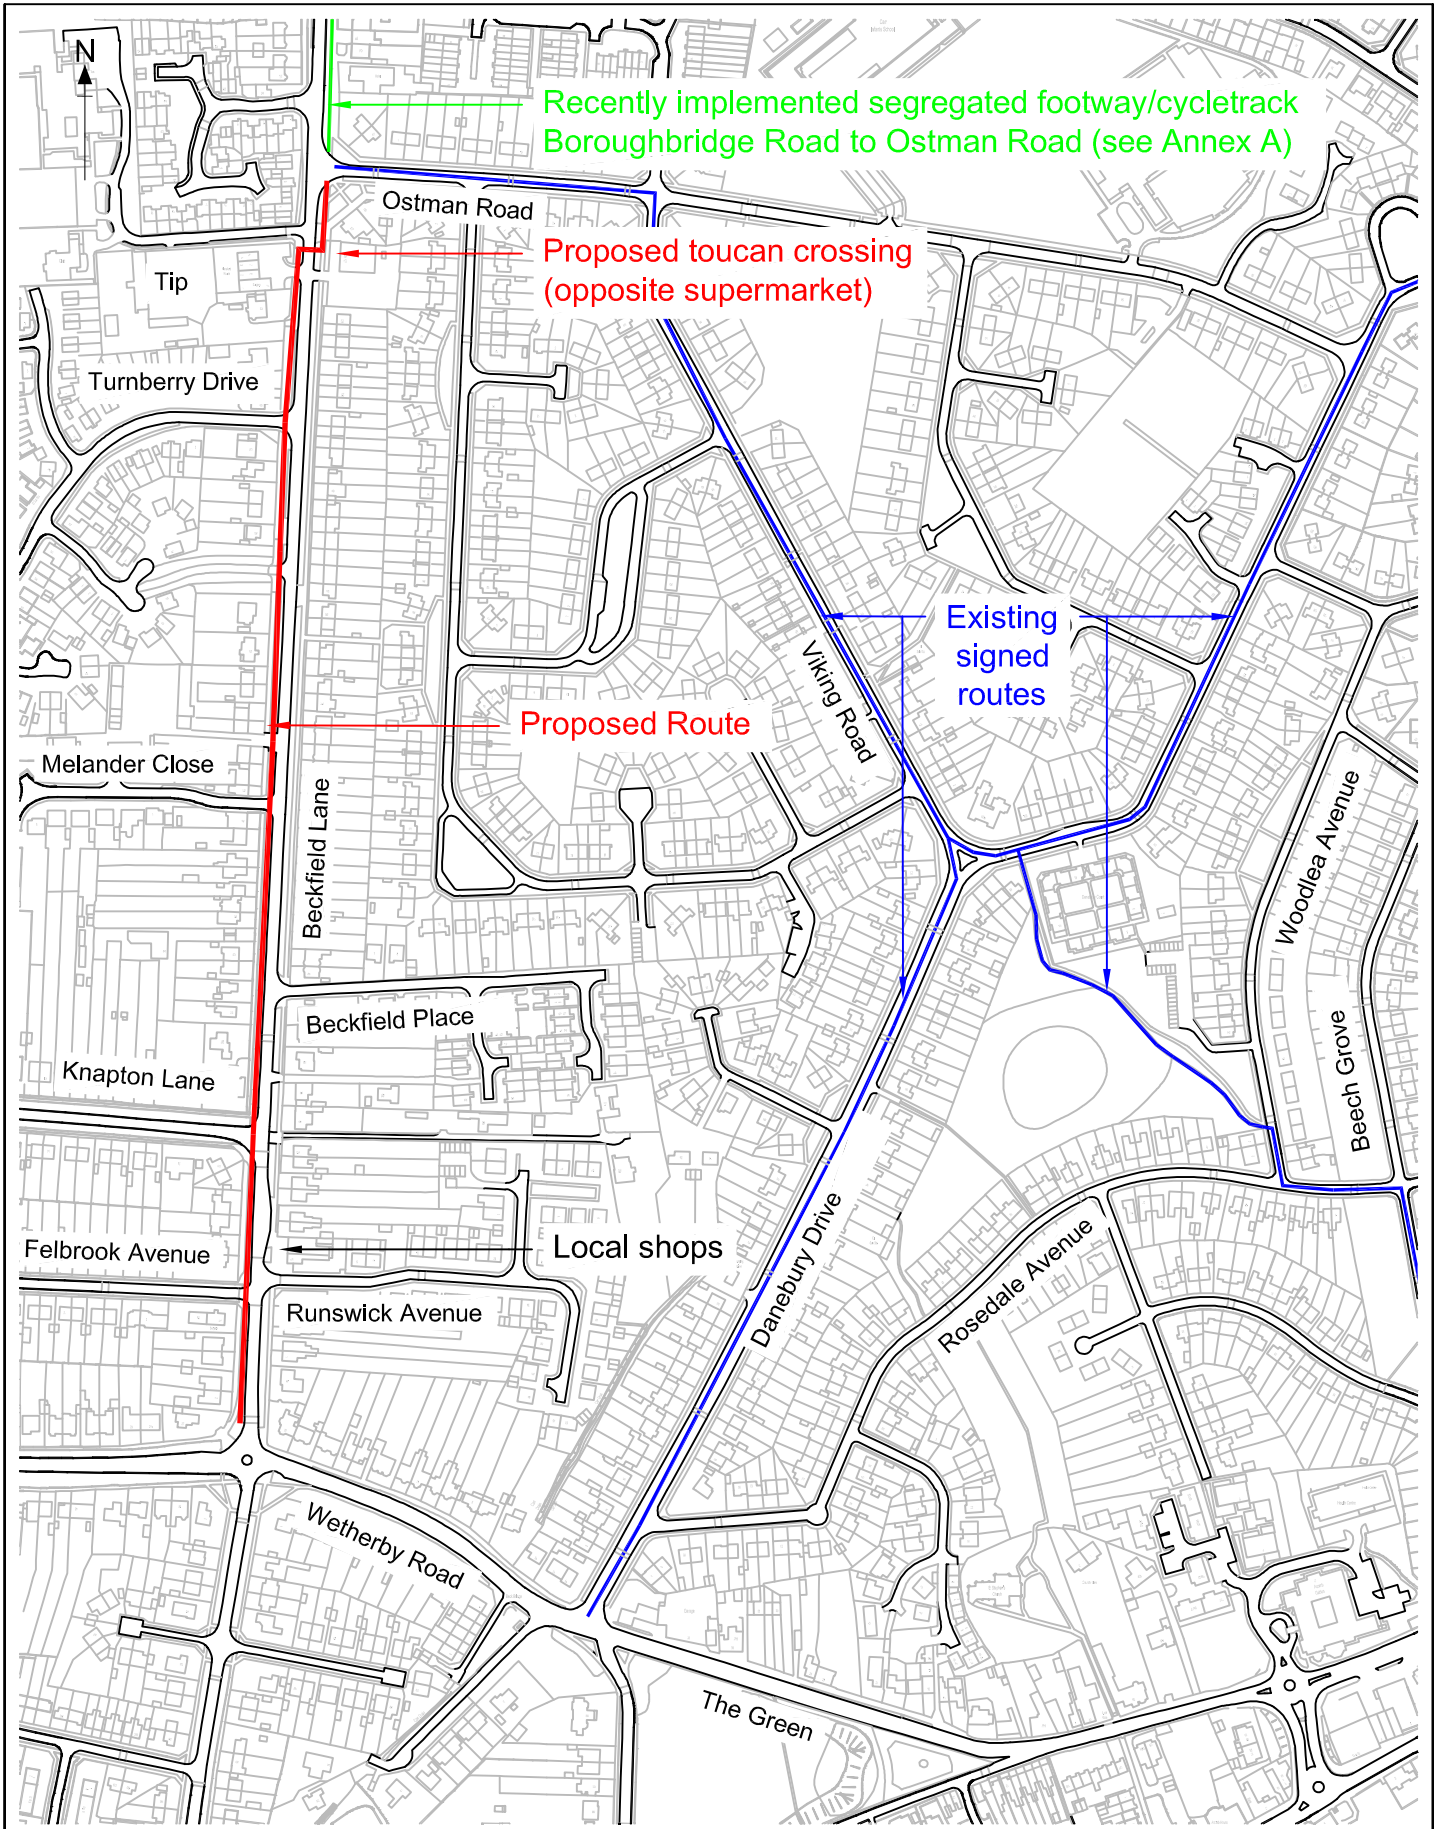 N
Recently implemented segregated footway/cycletrack
Boroughbridge Road to Ostman Road (see Annex A)
Ostman Road
Proposed toucan crossing
(opposite supermarket)
Tip
Turnberry Drive
Existing
signed
routes
Viking Road
Proposed Route
Melander Close
Beckfield Lane
Woodlea Avenue
Beckfield Place
Knapton Lane
Beech Grove
Felbrook Avenue
Local shops
Danebury Drive
Rosedale Avenue
Runswick Avenue
Wetherby Road
The Green